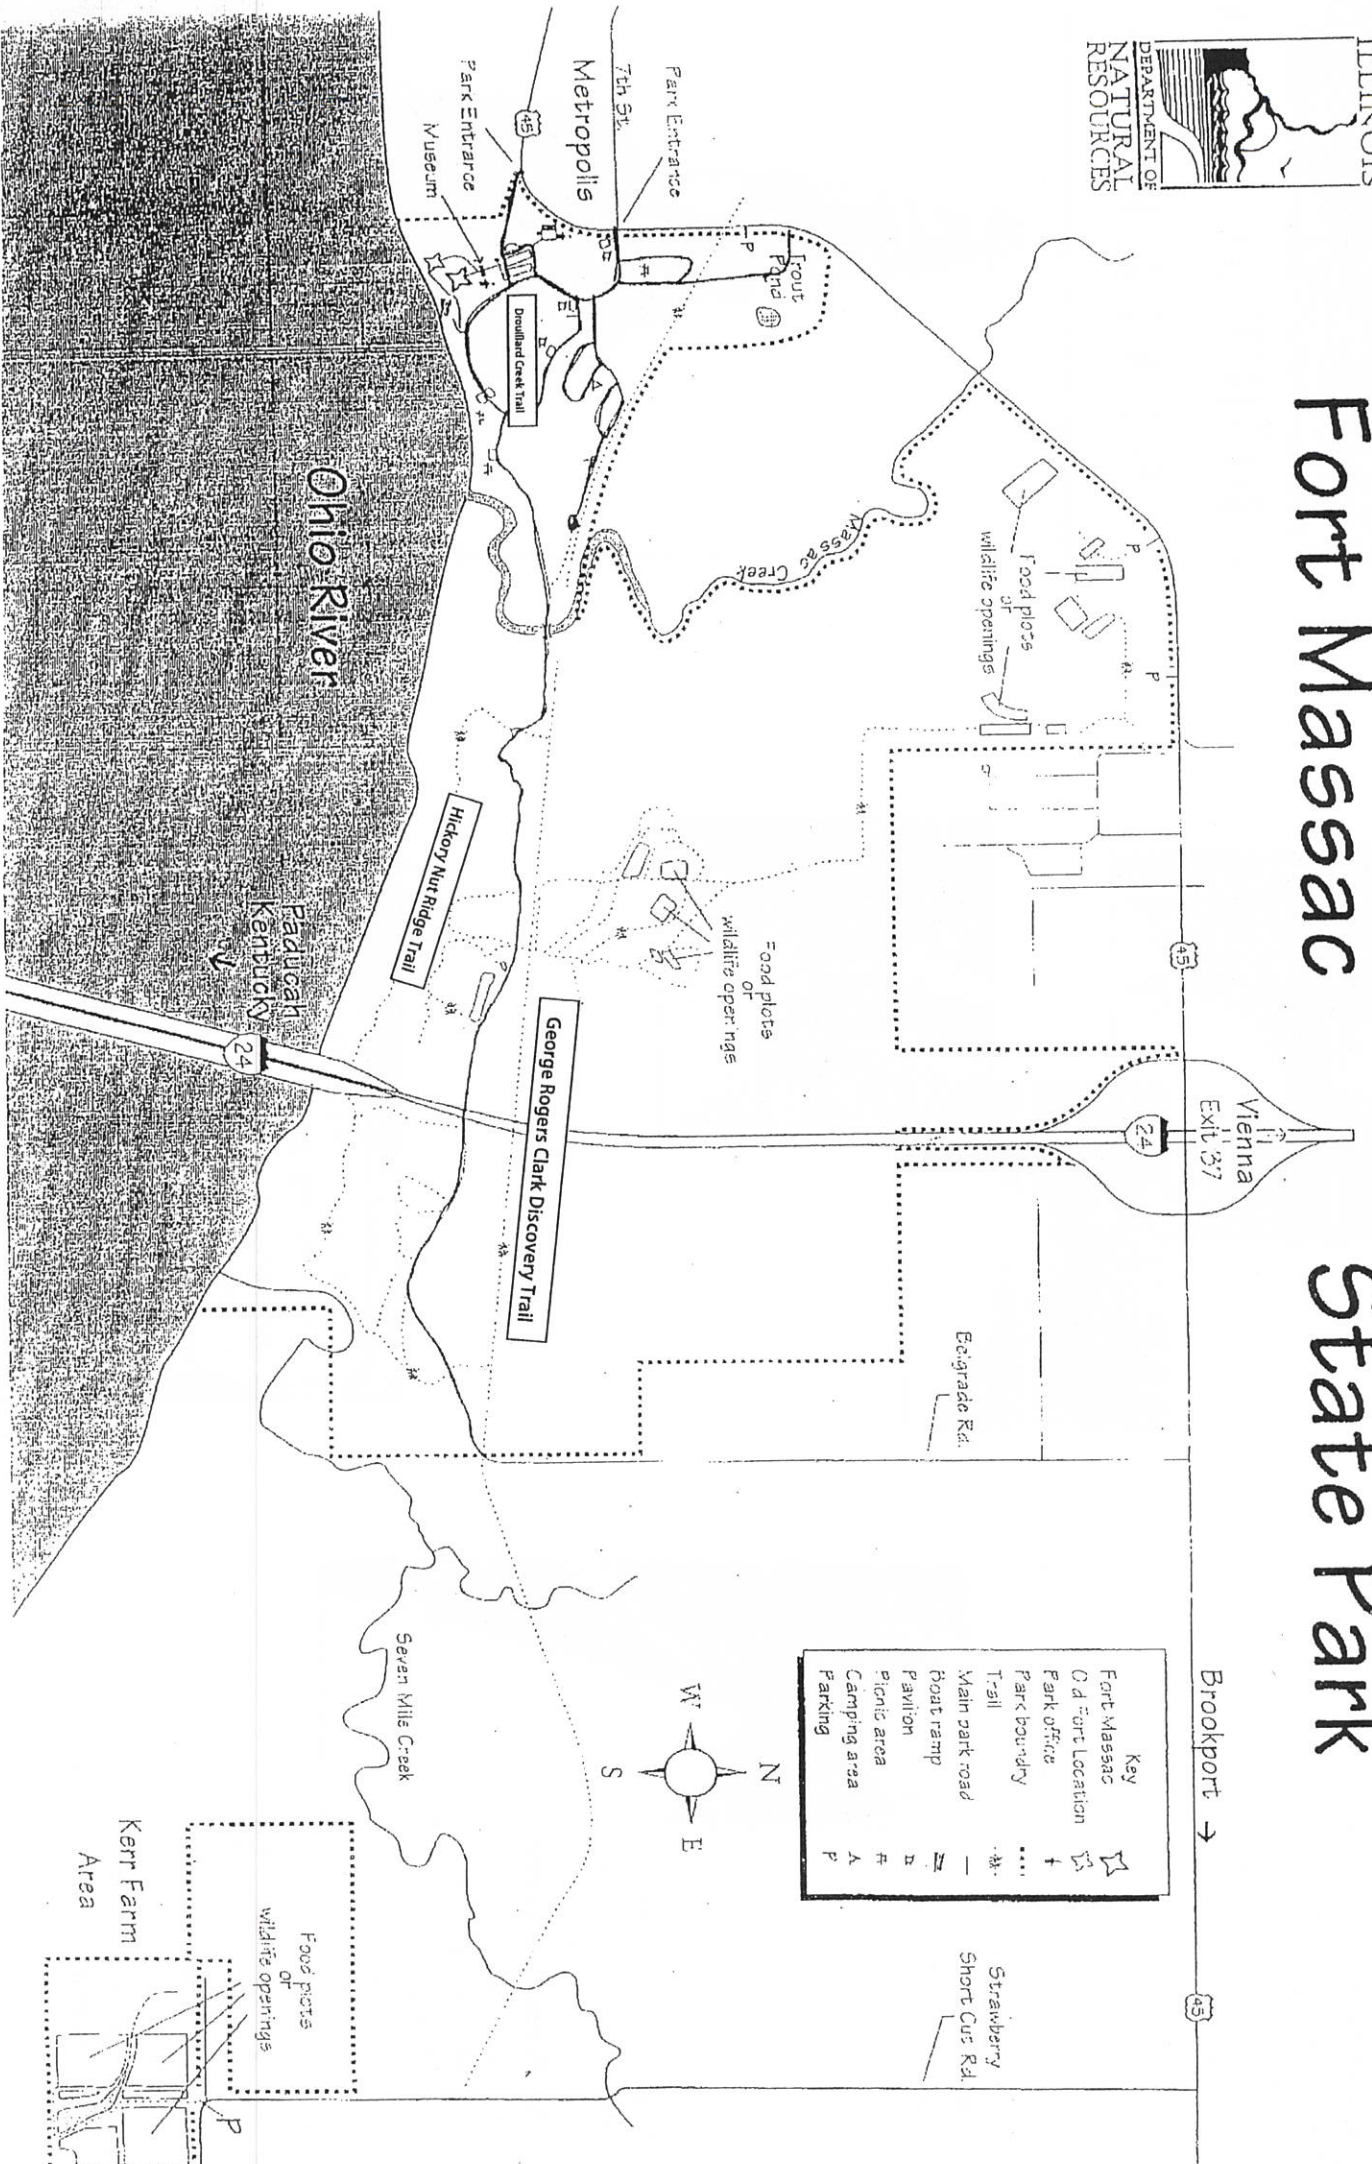 Fort Massac State Park
ILLINOIS
DEPARTMENT OF
NATURAL
RESOURCES
Park Entrance
7th St.
Metropolis
45
Park Entrance
Museum
P
Trout
Pond
Drouillard Creek Trail
Massac Creek
Food plots
or
wildlife openings
P
P
Ohio River
Hickory Nut Ridge Trail
Paducah
Kentucky
24
P
Food plots
or
wildlife openings
George Rogers Clark Discovery Trail
45
Vienna
Exit 37
24
Belgrade Rd.
Brookport →
Key
Fort Massac
Old Fort Location
Park office
Park boundry
Trail
Main park road
Boat ramp
Pavilion
Picnic area
Camping area
Parking P
N
W
E
S
Seven Mile Creek
45
Strawberry
Short Cut Rd.
Kerr Farm
Area
Food plots
or
wildlife openings
P